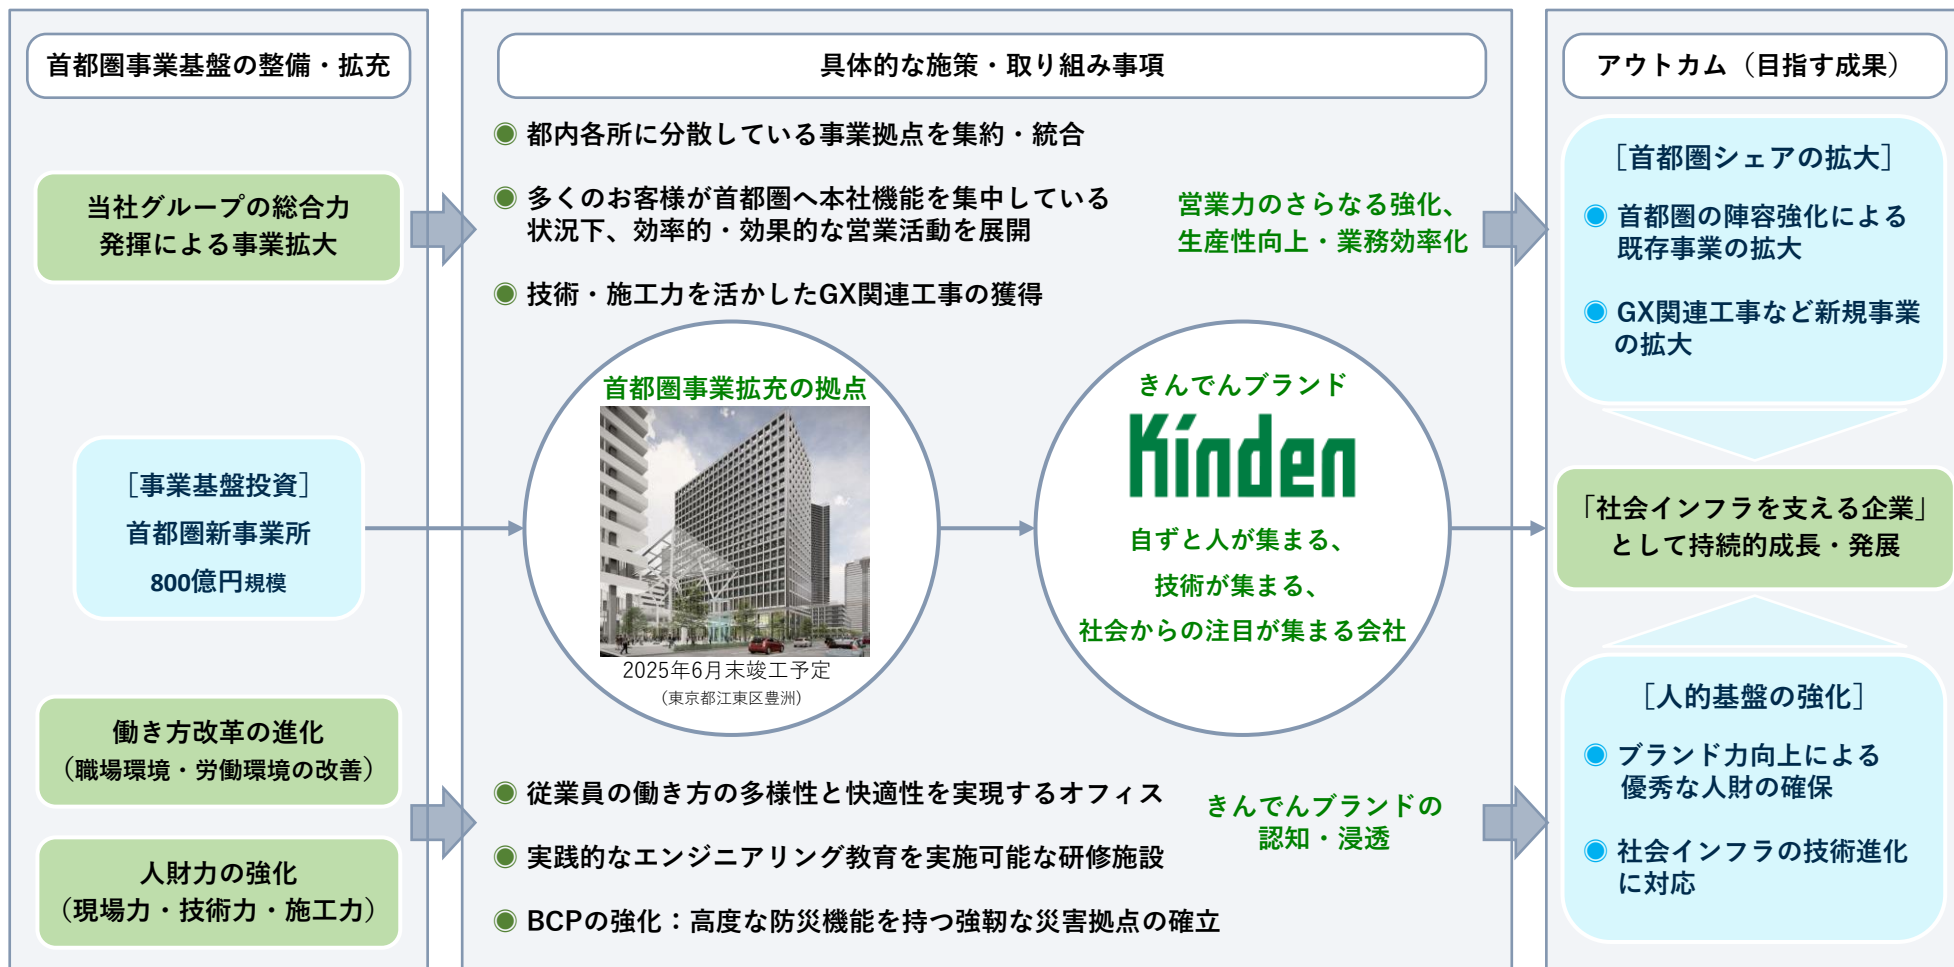 首都圏事業基盤の整備・拡充
当社グループの総合力
発揮による事業拡大
［事業基盤投資］
首都圏新事業所
800億円規模
働き方改革の進化
（職場環境・労働環境の改善）
人財力の強化
（現場力・技術力・施工力）
具体的な施策・取り組み事項
◉ 都内各所に分散している事業拠点を集約・統合
◉ 多くのお客様が首都圏へ本社機能を集中している
状況下、効率的・効果的な営業活動を展開
◉ 技術・施工力を活かしたGX関連工事の獲得
営業力のさらなる強化、
生産性向上・業務効率化
首都圏事業拡充の拠点
2025年6月末竣工予定
(東京都江東区豊洲)
きんでんブランド
Kinden
自ずと人が集まる、
技術が集まる、
社会からの注目が集まる会社
◉ 従業員の働き方の多様性と快適性を実現するオフィス
◉ 実践的なエンジニアリング教育を実施可能な研修施設
◉ BCPの強化：高度な防災機能を持つ強靭な災害拠点の確立
きんでんブランドの
認知・浸透
アウトカム（目指す成果）
［首都圏シェアの拡大］
◉ 首都圏の陣容強化による
既存事業の拡大
◉ GX関連工事など新規事業
の拡大
「社会インフラを支える企業」
として持続的成長・発展
［人的基盤の強化］
◉ ブランド力向上による
優秀な人財の確保
◉ 社会インフラの技術進化
に対応